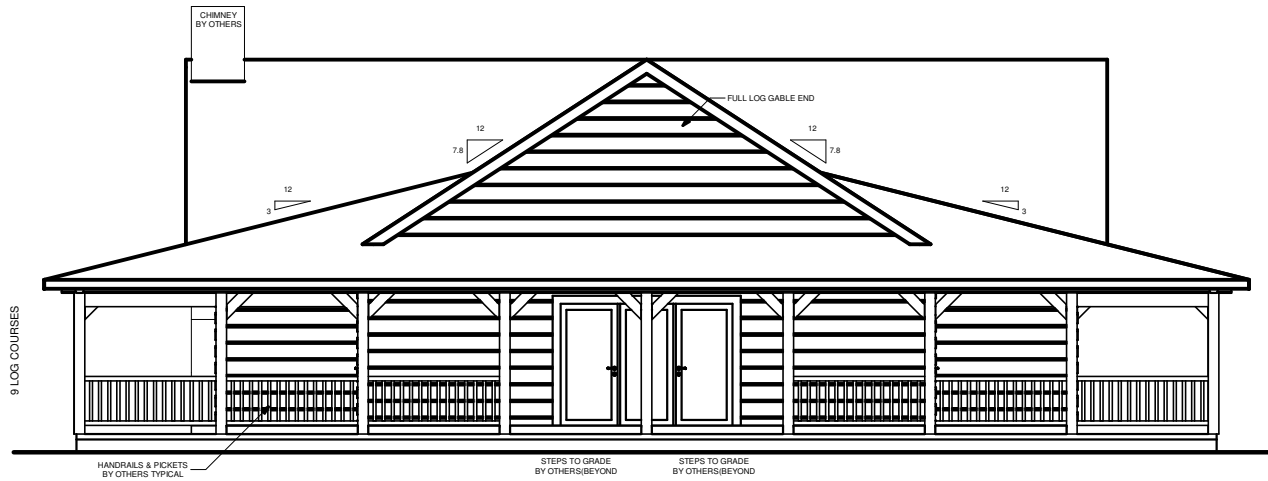 CHIMNEY
BY OTHERS
FULL LOG GABLE END
12
7.8
12
7.8
12
3
12
3
9 LOG COURSES
HANDRAILS & PICKETS
BY OTHERS TYPICAL
STEPS TO GRADE
BY OTHERS(BEYOND
STEPS TO GRADE
BY OTHERS(BEYOND